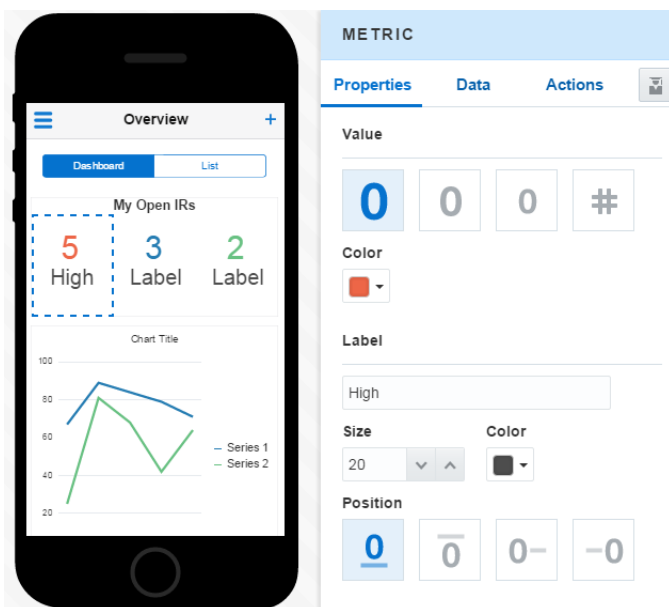 Overview +
Dashboard List
My Open IRs
5 3 2
High Label Label
Chart Title
100
80
60
40
20
Series 1
Series 2
METRIC
Properties Data Actions
Value
0 0 0 #
Color
Label
High
Size Color
20
Position
0 0 0 0